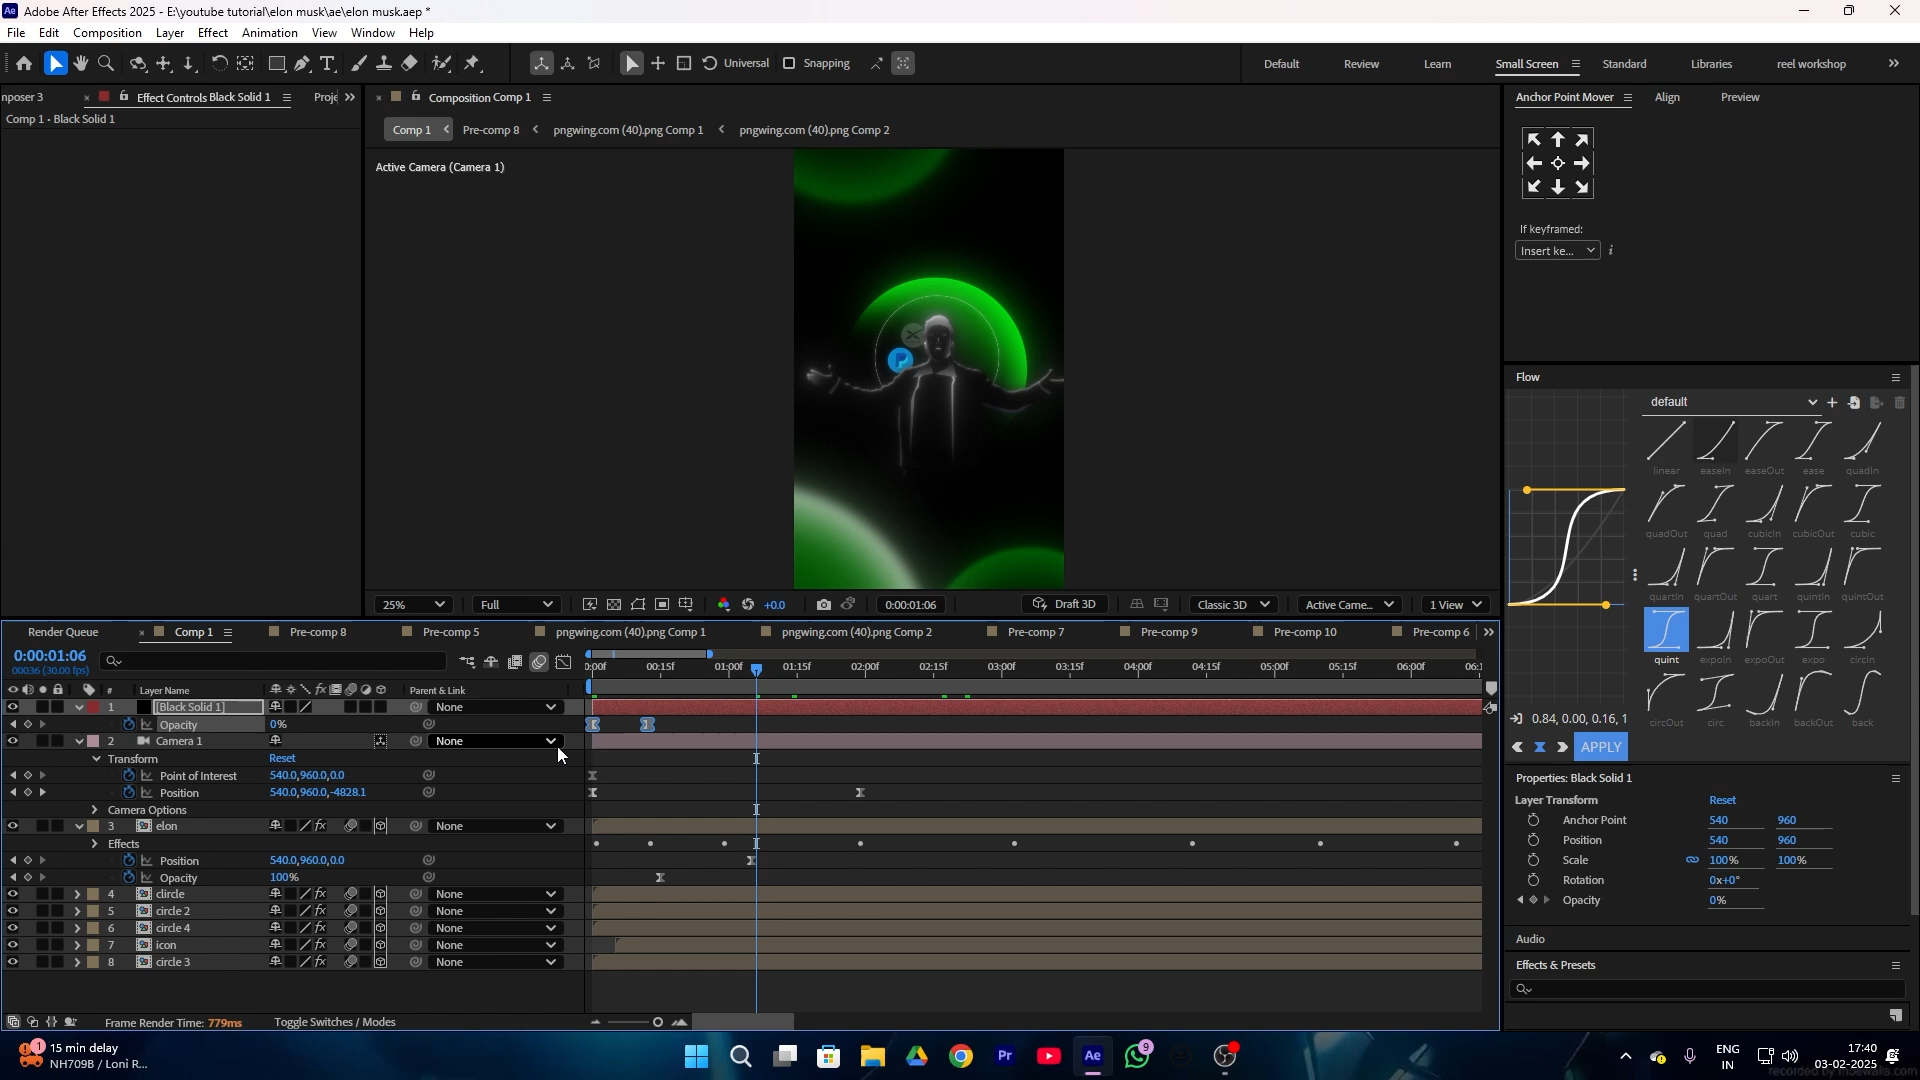 Adobe After Effects 2025 - E:\youtube tutorial\elon musk\ae\elon musk.aep *
File Edit Composition Layer Effect Animation View Window Help
Universal Snapping Default Review Learn Small Screen Standard Libraries reel workshop
nposer 3 Effect Controls Black Solid 1 Proje Composition Comp 1 Anchor Point Mover Align Preview
Comp 1 • Black Solid 1
Comp 1 Pre-comp 8 pngwing.com (40).png Comp 1 pngwing.com (40).png Comp 2
Active Camera (Camera 1)
If keyframed:
Insert ke...
Flow
default
linear easeIn easeOut ease quadIn
quadOut quad cubicIn cubicOut cubic
quartIn quartOut quart quintIn quintOut
quint expoIn expoOut expo circIn
circOut circ backIn backOut back
0.84, 0.00, 0.16, 1
APPLY
25% Full +0.0 0:00:01:06 Draft 3D Classic 3D Active Came... 1 View
Render Queue Comp 1 Pre-comp 8 Pre-comp 5 pngwing.com (40).png Comp 1 pngwing.com (40).png Comp 2 Pre-comp 7 Pre-comp 9 Pre-comp 10 Pre-comp 6
0:00:01:06
00036 (30.00 fps)
:00f 00:15f 01:00f 01:15f 02:00f 02:15f 03:00f 03:15f 04:00f 04:15f 05:00f 05:15f 06:00f 06:1
# Layer Name Parent & Link
1 [Black Solid 1] None
Opacity 0%
2 Camera 1 None
Transform Reset
Point of Interest 540.0,960.0,0.0
Position 540.0,960.0,-4828.1
Camera Options
3 elon None
Effects
Position 540.0,960.0,0.0
Opacity 100%
4 clircle None
5 circle 2 None
6 circle 4 None
7 icon None
8 circle 3 None
Frame Render Time: 779ms Toggle Switches / Modes
Properties: Black Solid 1
Layer Transform Reset
Anchor Point 540 960
Position 540 960
Scale 100% 100%
Rotation 0x+0°
Opacity 0%
Audio
Effects & Presets
1 15 min delay
NH709B / Loni R...
Pr Ae 9
ENG
IN
17:40
03-02-2025